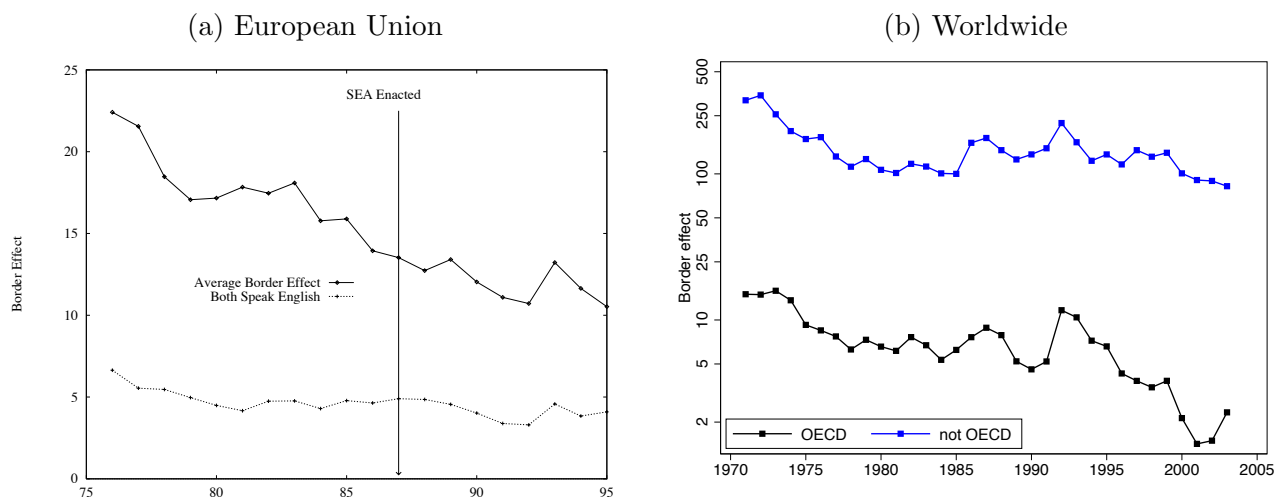 (a) European Union
25
20
15
10
5
0
Border Effect
SEA Enacted
Average Border Effect
Both Speak English
75 80 85 90 95
(b) Worldwide
500
250
100
50
25
10
5
2
Border effect
OECD not OECD
1970 1975 1980 1985 1990 1995 2000 2005